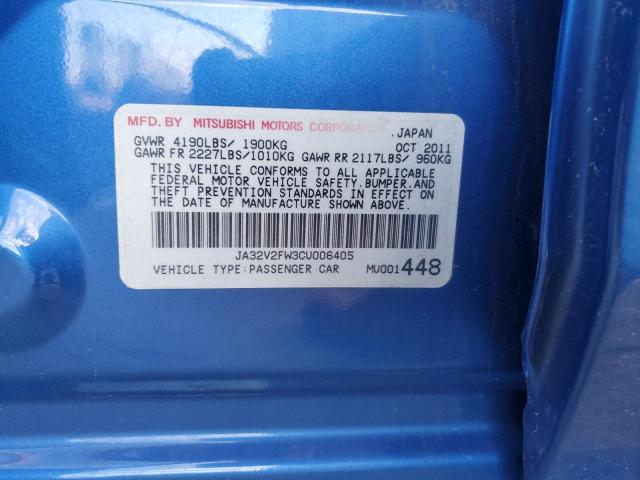 MFD. BY MITSUBISHI MOTORS CORPORATION, JAPAN
GVWR 4190LBS/ 1900KG OCT 2011
GAWR FR 2227LBS/1010KG GAWR RR 2117LBS/ 960KG
THIS VEHICLE CONFORMS TO ALL APPLICABLE
FEDERAL MOTOR VEHICLE SAFETY,BUMPER,AND
THEFT PREVENTION STANDARDS IN EFFECT ON
THE DATE OF MANUFACTURE SHOWN ABOVE.
JA32V2FW3CU006405
VEHICLE TYPE:PASSENGER CAR MU001448